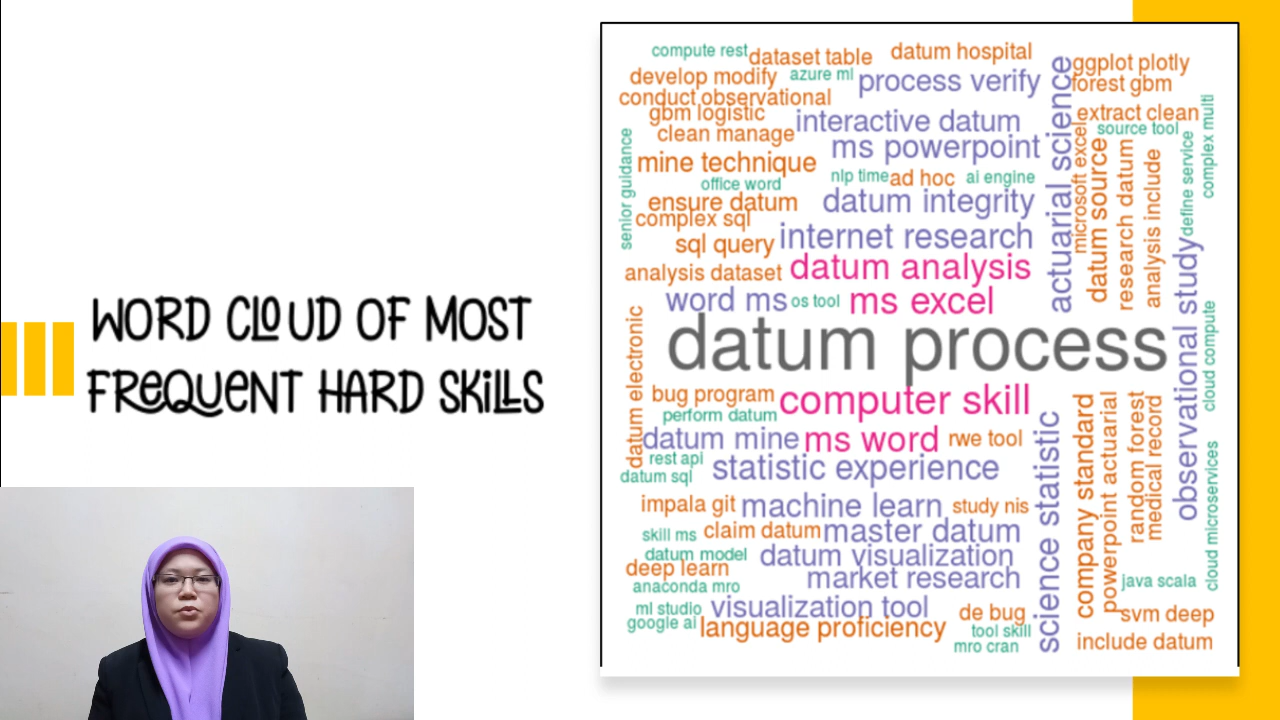 WORD CLOUD OF MOST
FREQUENT HARD SKILLS
compute rest
dataset table
datum hospital
ggplot plotly
develop modify
azure ml
process verify
forest gbm
conduct observational
gbm logistic
interactive datum
actuarial science
extract clean
source tool
complex multi
clean manage
ms powerpoint
microsoft excel
senior guidance
mine technique
office word
nlp time
ad hoc
ai engine
datum source
research datum
analysis include
define service
ensure datum
datum integrity
complex sql
sql query
internet research
analysis dataset
datum analysis
word ms
os tool
ms excel
observational study
datum electronic
datum process
cloud compute
bug program
computer skill
perform datum
datum mine
ms word
rwe tool
company standard
powerpoint actuarial
random forest
medical record
rest api
datum sql
statistic experience
science statistic
cloud microservices
impala git
machine learn
study nis
skill ms
claim datum
master datum
datum model
datum visualization
deep learn
market research
anaconda mro
java scala
ml studio
visualization tool
de bug
svm deep
google ai
language proficiency
tool skill
mro cran
include datum